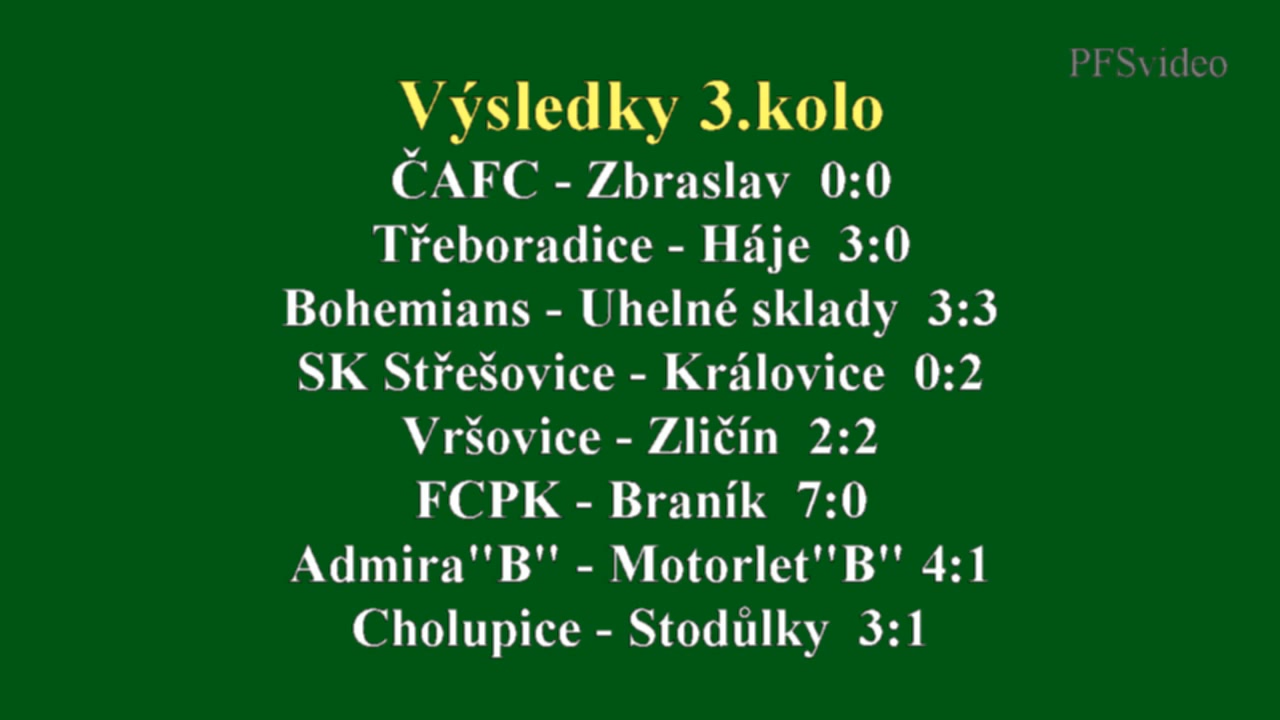 PFSvideo
Výsledky 3.kolo
ČAFC - Zbraslav 0:0
Třeboradice - Háje 3:0
Bohemians - Uhelné sklady 3:3
SK Střešovice - Královice 0:2
Vršovice - Zličín 2:2
FCPK - Braník 7:0
Admira"B" - Motorlet"B" 4:1
Cholupice - Stodůlky 3:1